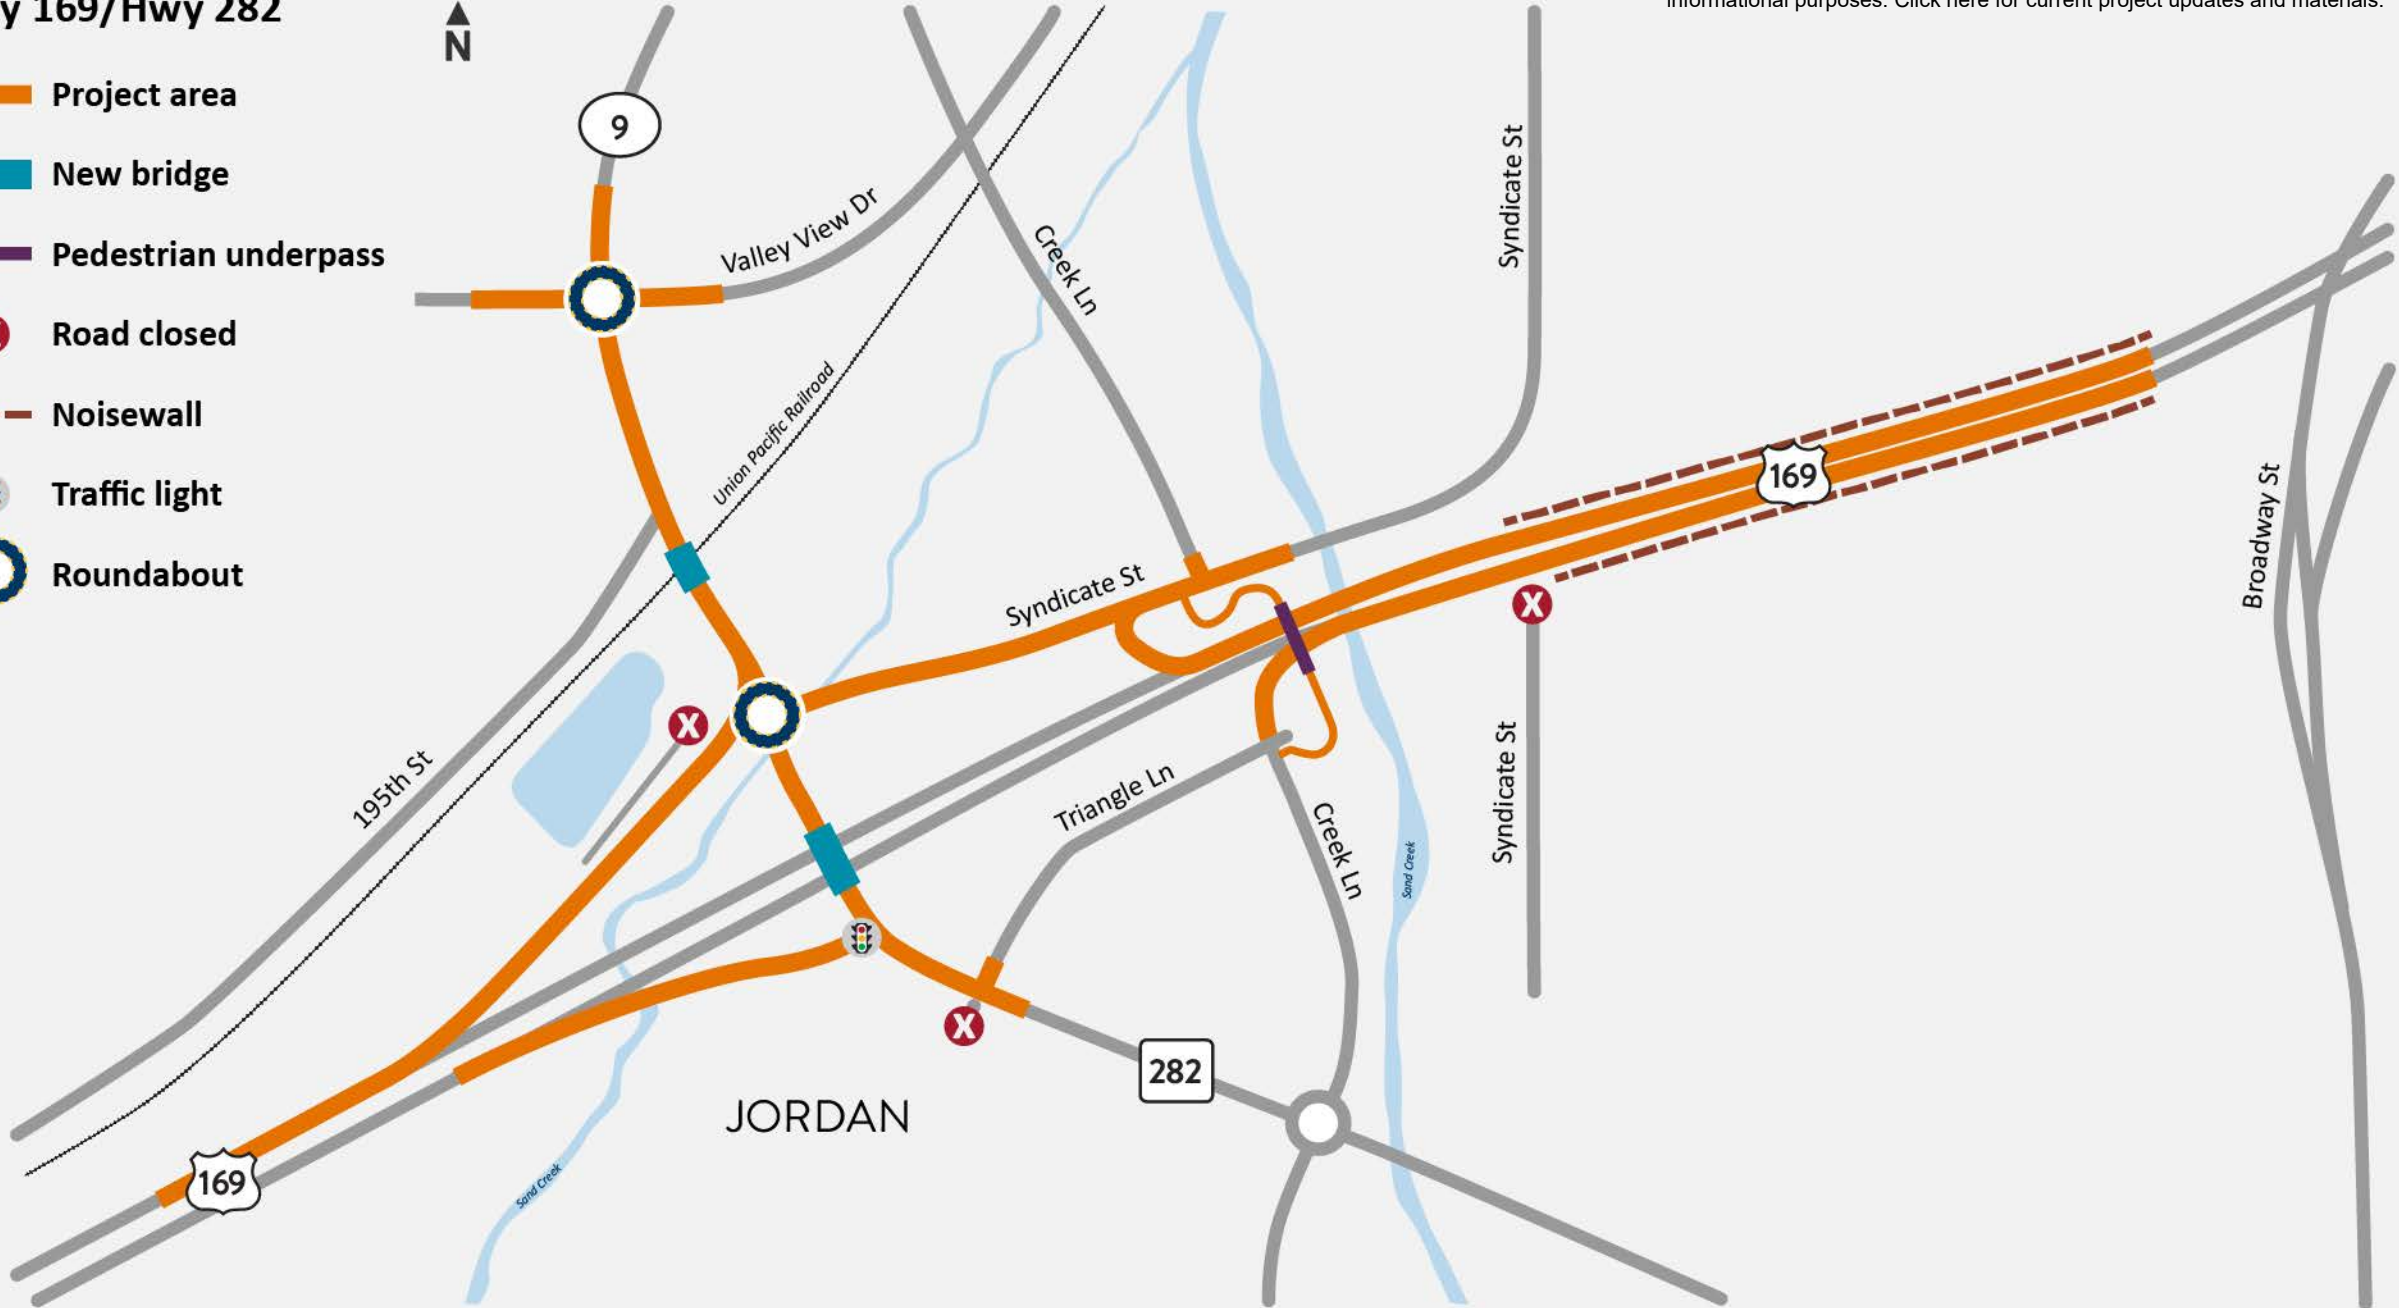 y 169/Hwy 282
informational purposes. Click here for current project updates and materials.
N
Project area
New bridge
Pedestrian underpass
Road closed
Noisewall
Traffic light
Roundabout
9
Valley View Dr
Creek Ln
Syndicate St
Union Pacific Railroad
169
Broadway St
Syndicate St
X
X
195th St
Triangle Ln
Creek Ln
Syndicate St
Sand Creek
X
282
JORDAN
169
Sand Creek